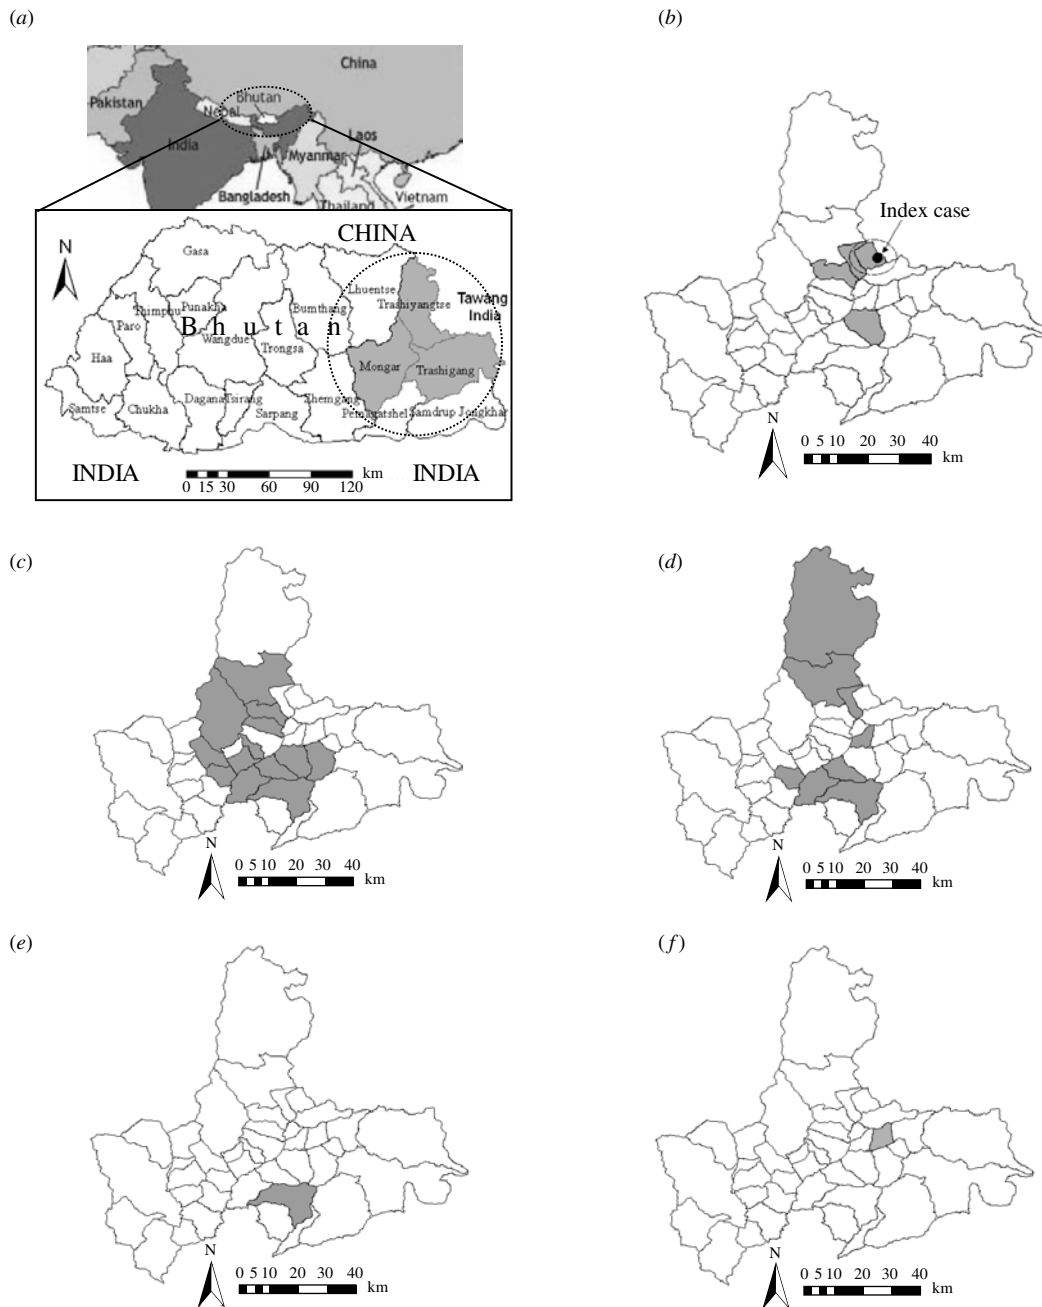 (a)
China
Pakistan
Nepal
Bhutan
India
Laos
Myanmar
Bangladesh
Vietnam
Thailand
N
CHINA
Gasa
Lhuentse
Tawang
India
Trashiyangtse
Thimphu
Punakha
Bumthang
Paro
Bhutan
Wangdue
Trongsa
Haa
Mongar
Trashigang
Samtse
Chukha
Dagana
Tsirang
Sarpang
Zhemgang
Pemagatshel
Samdrup Jongkhar
INDIA
km
INDIA
0 15 30 60 90 120
(b)
Index case
N
0 5 10 20 30 40
km
(c)
N
0 5 10 20 30 40
km
(d)
N
0 5 10 20 30 40
km
(e)
N
0 5 10 20 30 40
km
(f)
N
0 5 10 20 30 40
km